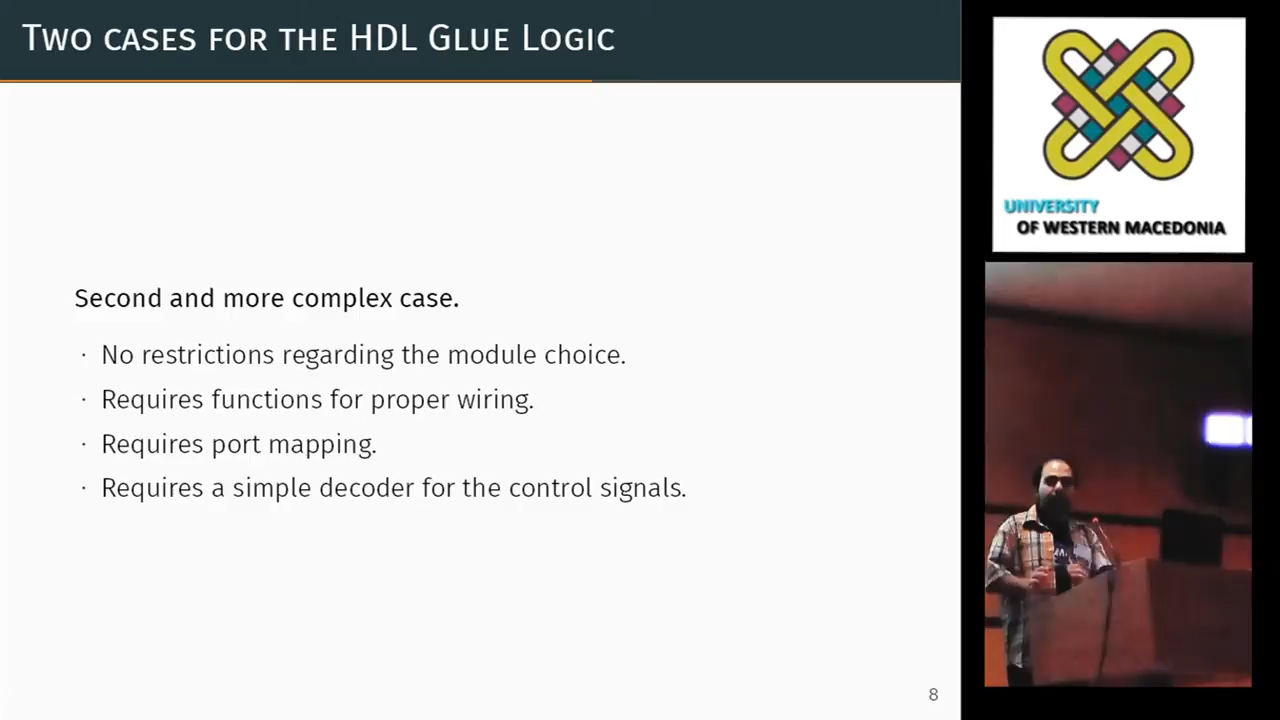 Two cases for the HDL Glue Logic
Second and more complex case.
· No restrictions regarding the module choice.
· Requires functions for proper wiring.
· Requires port mapping.
· Requires a simple decoder for the control signals.
8
UNIVERSITY
OF WESTERN MACEDONIA